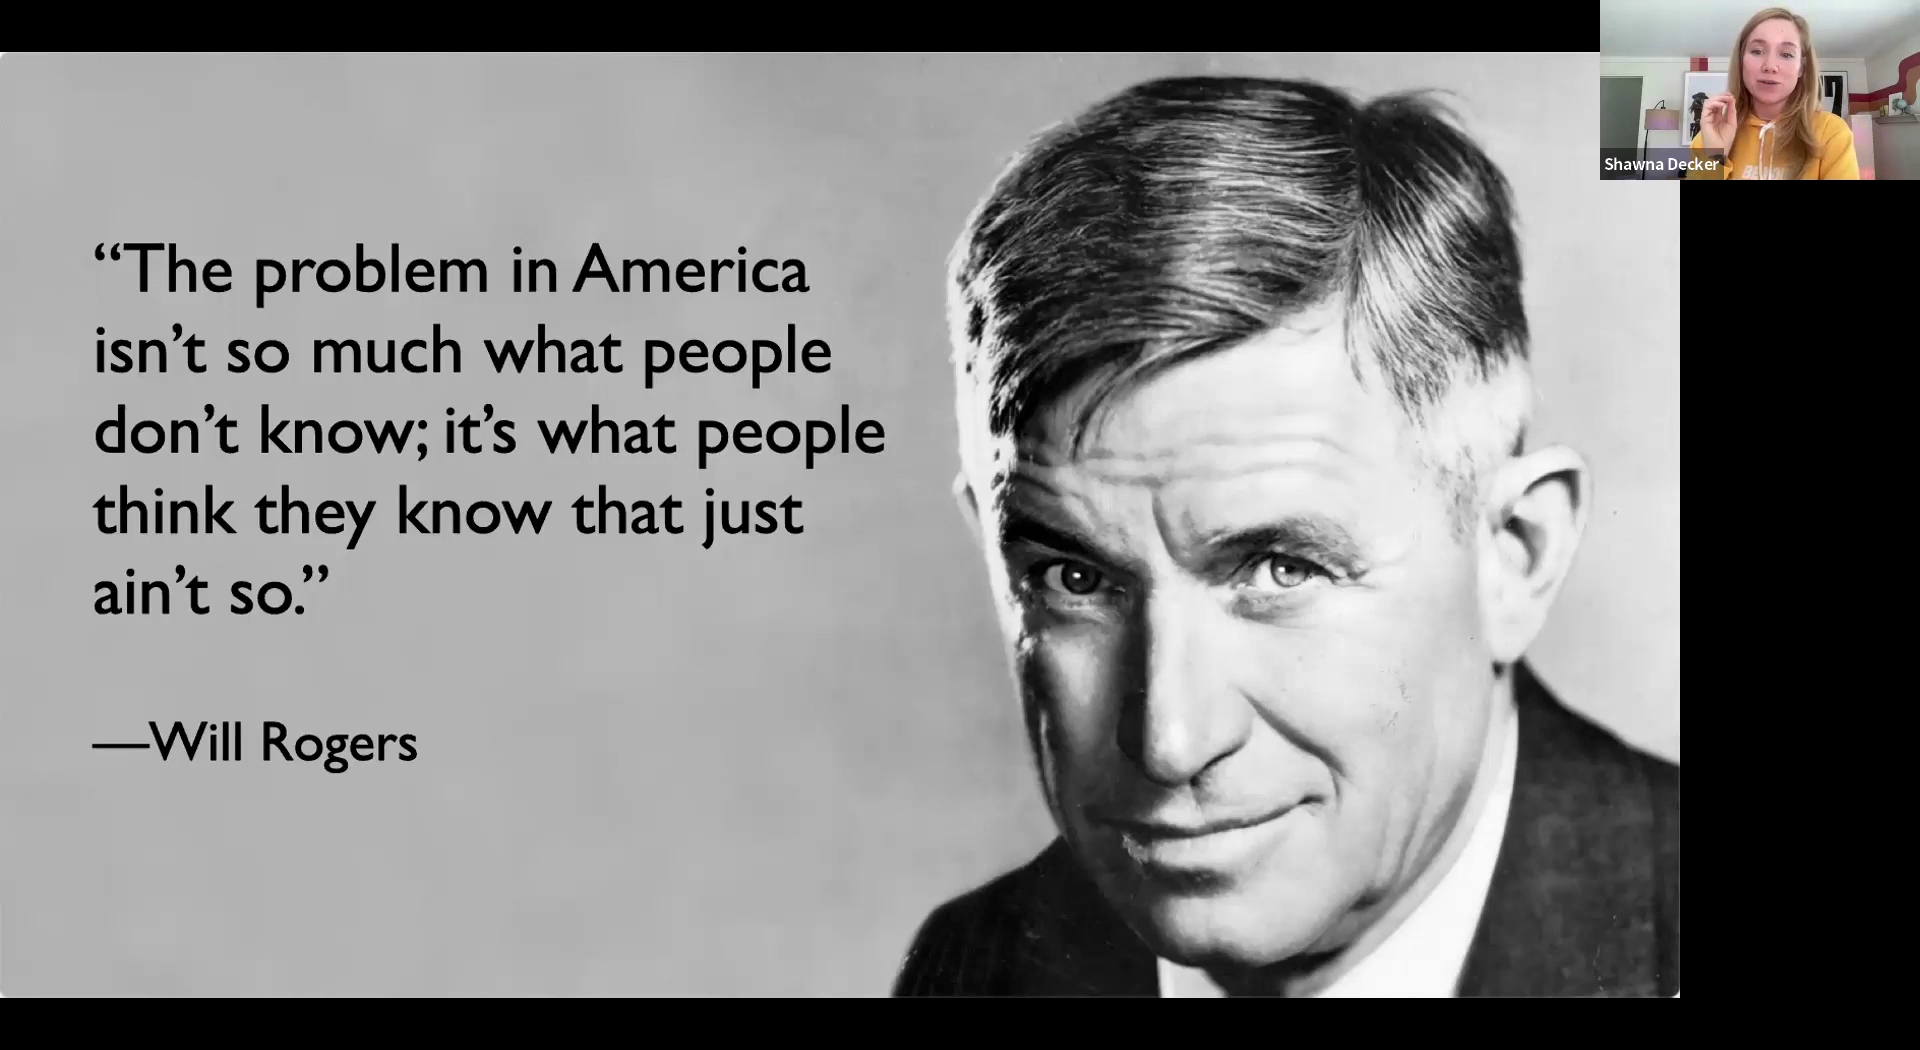 “The problem in America
isn’t so much what people
don’t know; it’s what people
think they know that just
ain’t so.”
—Will Rogers
Shawna Decker